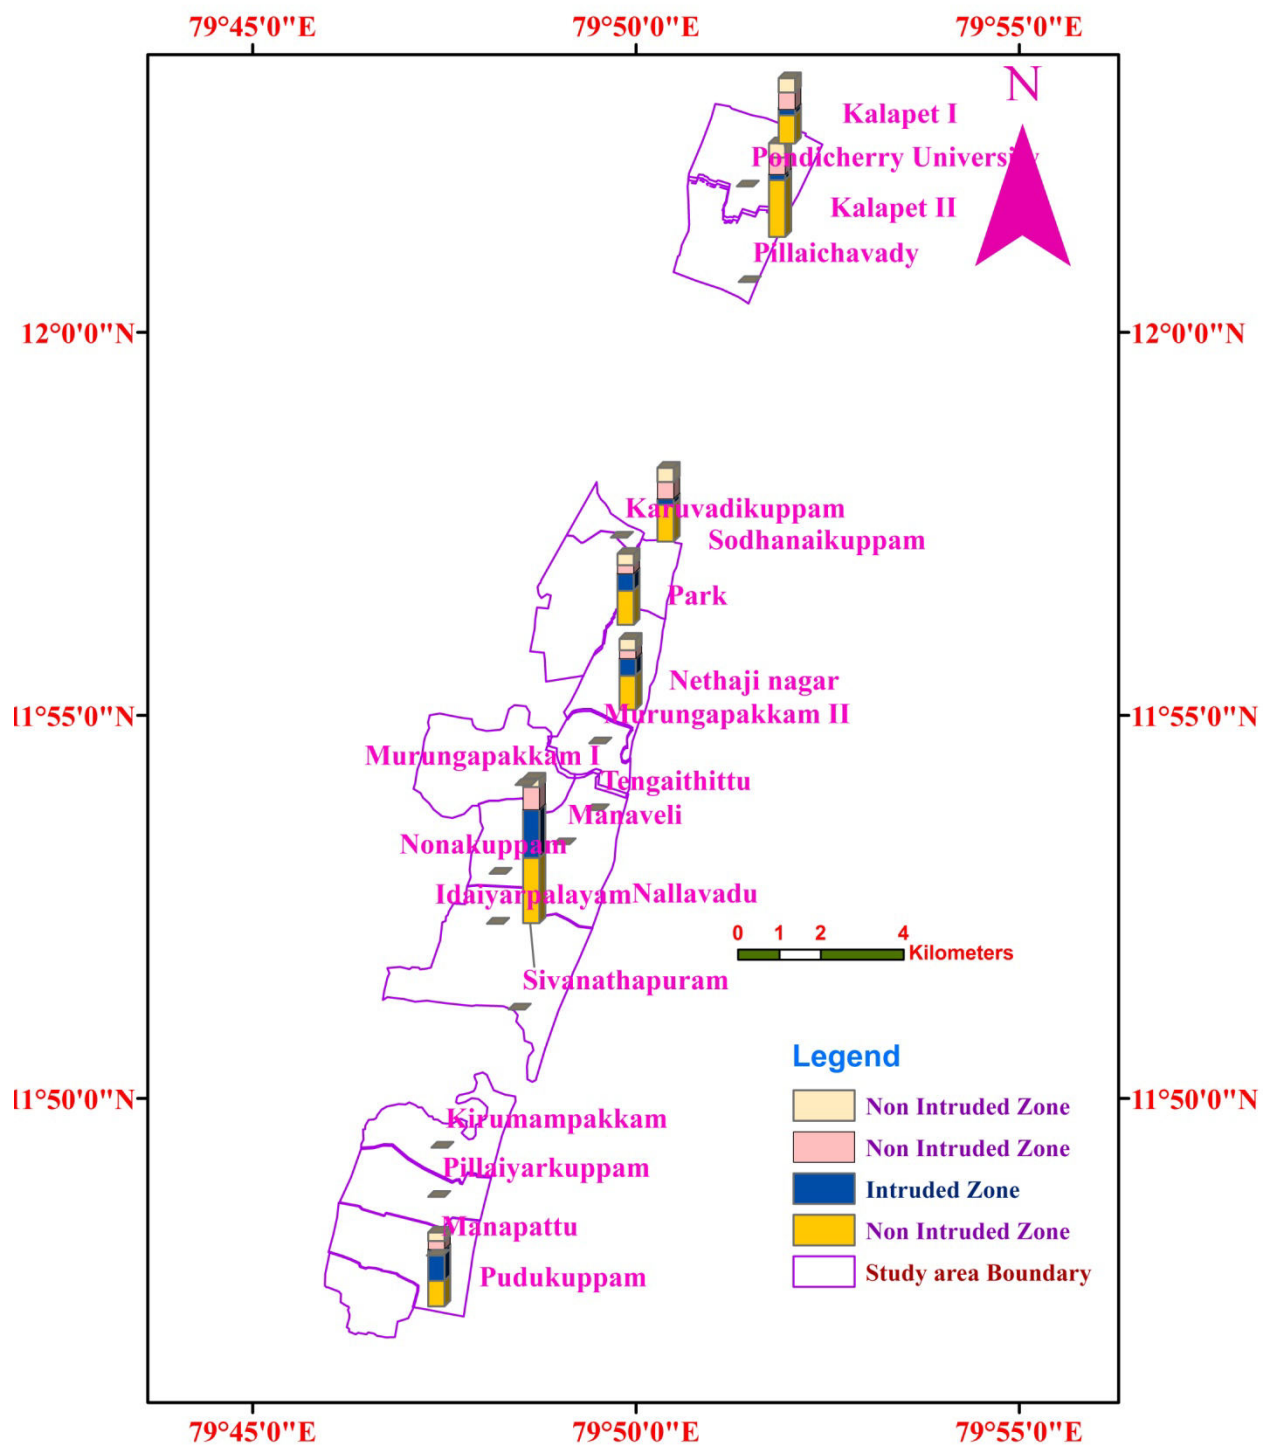 79°45'0"E
79°50'0"E
79°55'0"E
N
Kalapet I
Pondicherry University
Kalapet II
Pillaichavady
12°0'0"N
12°0'0"N
Karuvadikuppam
Sodhanaikuppam
Park
Nethaji nagar
11°55'0"N
Murungapakkam II
11°55'0"N
Murungapakkam I
Tengaithittu
Manaveli
Nonakuppam
Idaiyarpalayam
Nallavadu
0 1 2 4
Kilometers
Sivanathapuram
Legend
11°50'0"N
11°50'0"N
Non Intruded Zone
Kirumampakkam
Non Intruded Zone
Pillaiyarkuppam
Intruded Zone
Manapattu
Non Intruded Zone
Pudukuppam
Study area Boundary
79°45'0"E
79°50'0"E
79°55'0"E